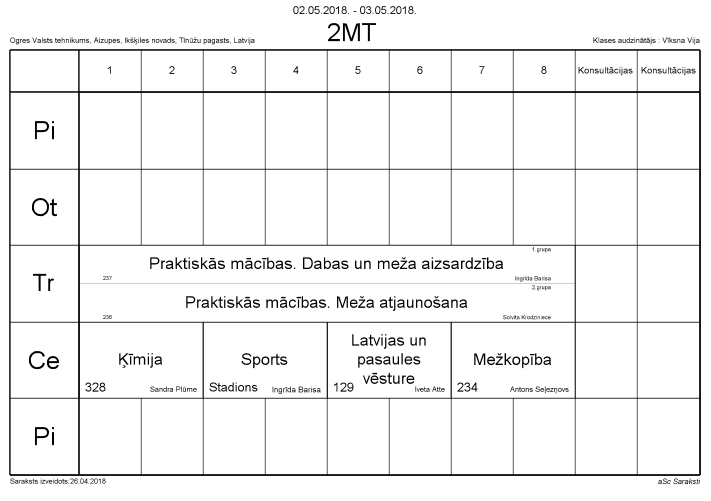 02.05.2018. - 03.05.2018.
Ogres Valsts tehnikums, Aizupes, Ikšķiles novads, Tīnūžu pagasts, Latvija
2MT
Klases audzinātājs : Vīksna Vija
1 2 3 4 5 6 7 8 Konsultācijas Konsultācijas
Pi
Ot
Tr
1.grupa
Praktiskās mācības. Dabas un meža aizsardzība
237 Ingrīda Barisa
2.grupa
Praktiskās mācības. Meža atjaunošana
236 Solvita Krodziniece
Ce
Ķīmija
328 Sandra Plūme
Sports
Stadions Ingrīda Barisa
Latvijas un
pasaules
vēsture
129 Iveta Atte
Mežkopība
234 Antons Seļezņovs
Pi
Saraksts izveidots:26.04.2018
aSc Saraksti